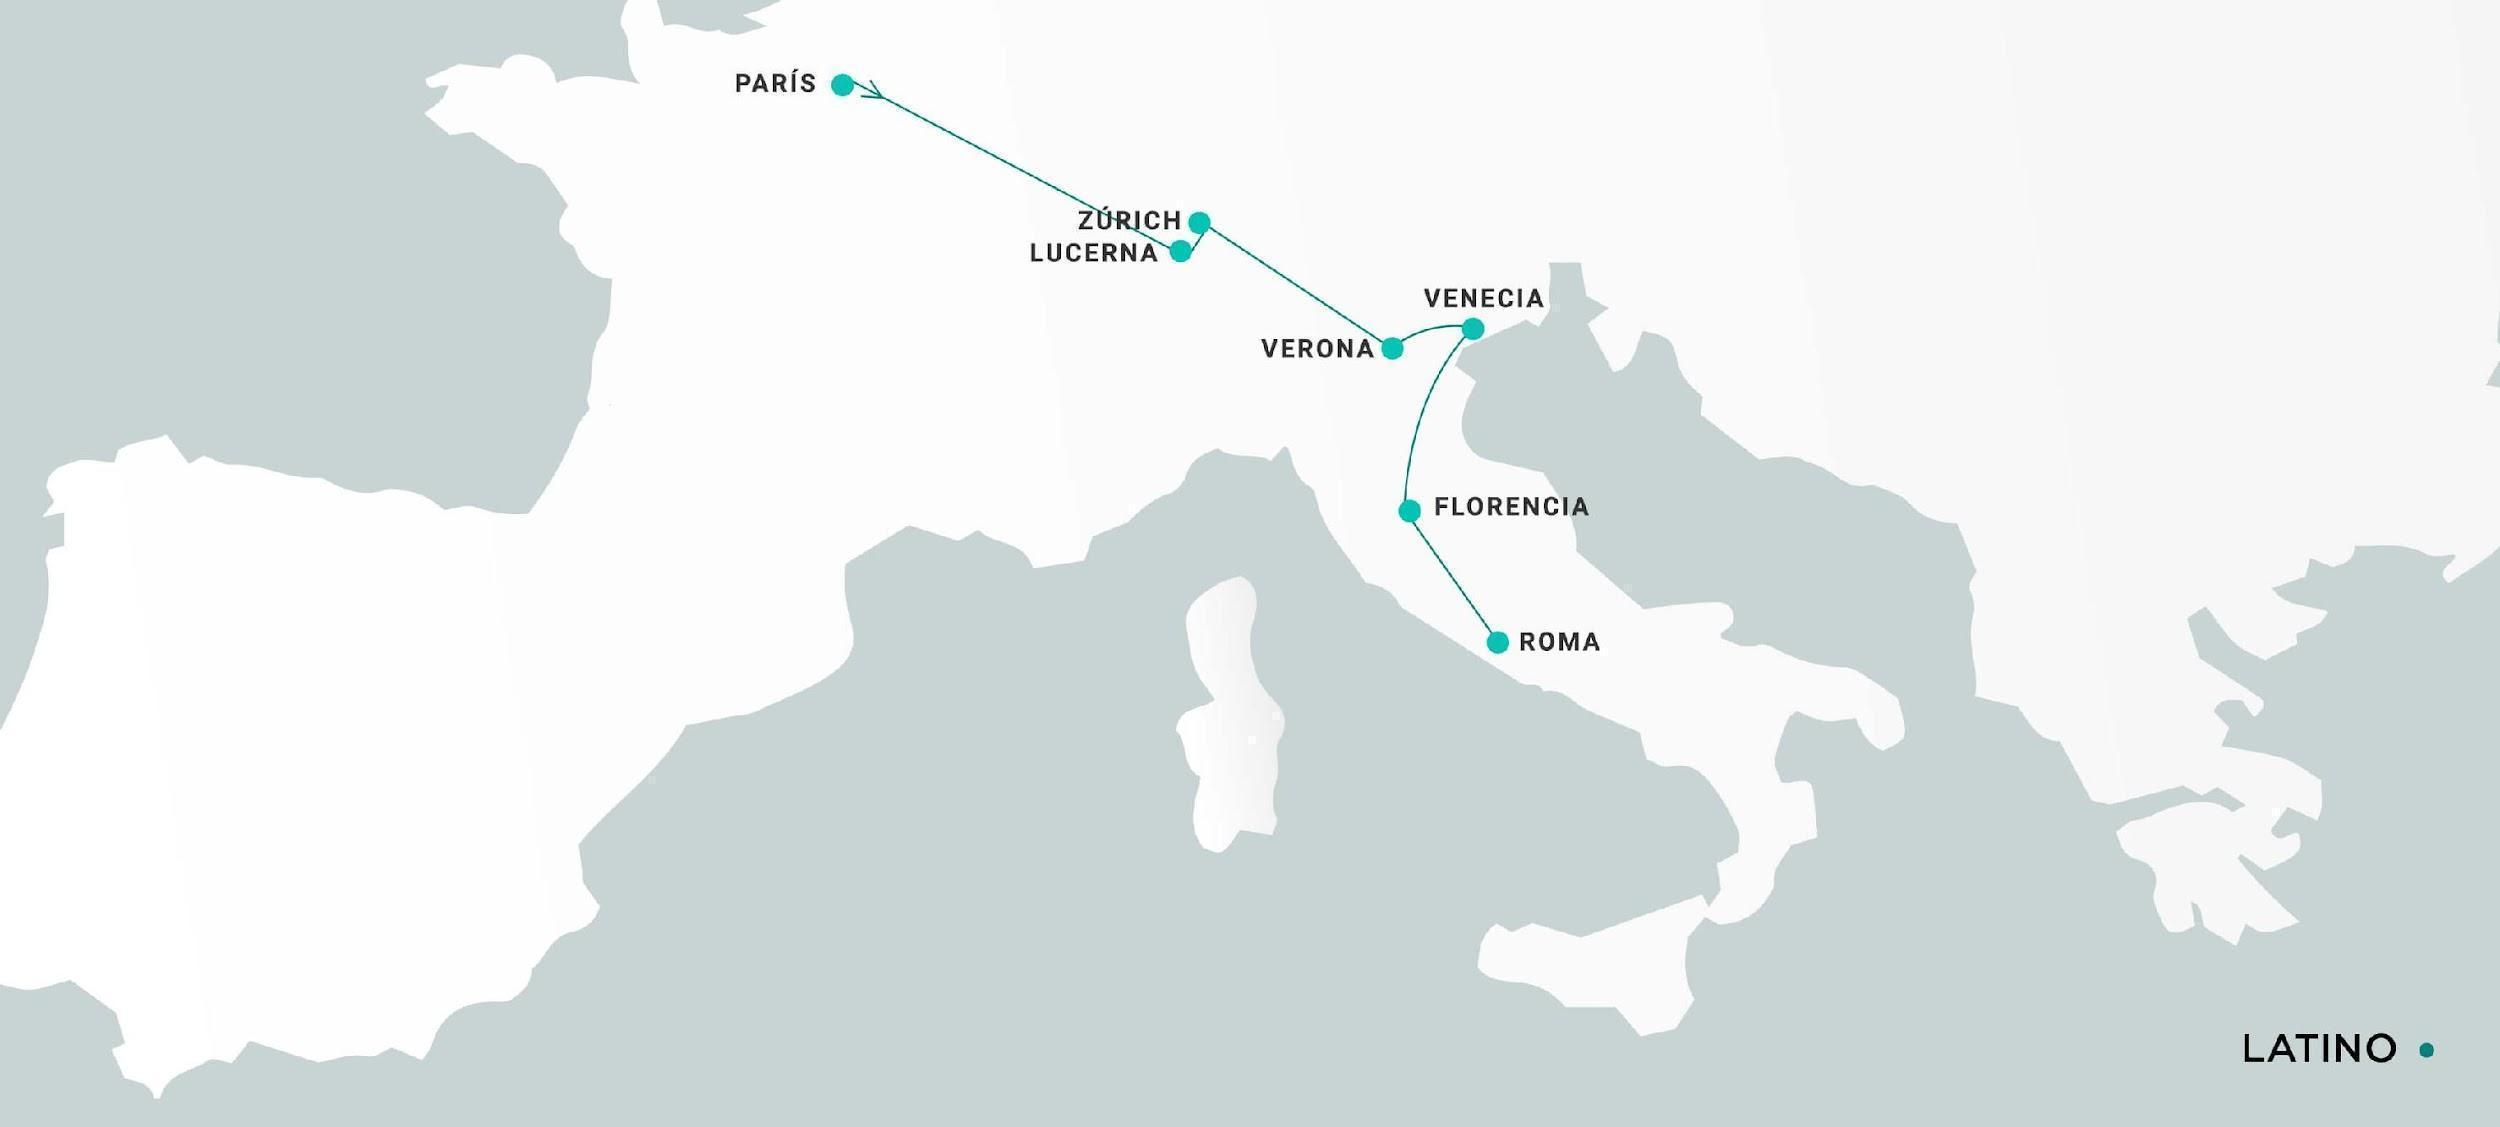 PARÍS
ZÚRICH
LUCERNA
VENECIA
VERONA
FLORENCIA
ROMA
LATINO